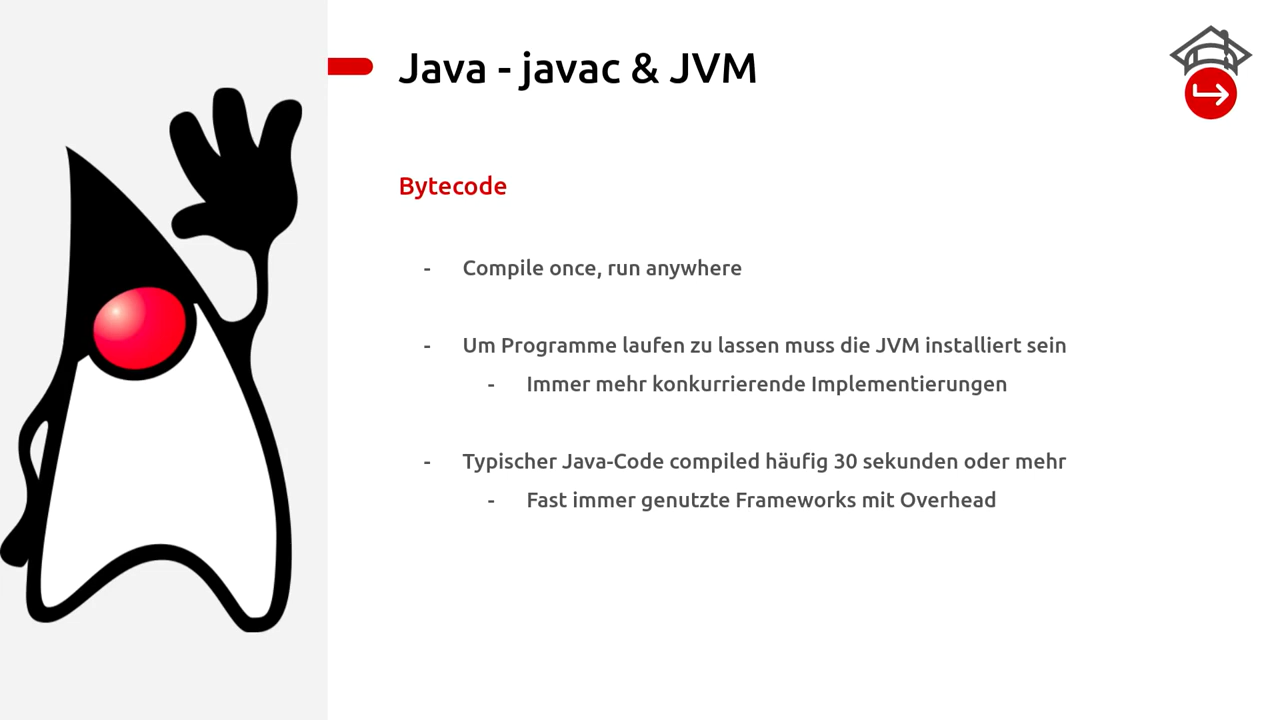 Java - javac & JVM
Bytecode
- Compile once, run anywhere
- Um Programme laufen zu lassen muss die JVM installiert sein
- Immer mehr konkurrierende Implementierungen
- Typischer Java-Code compiled häufig 30 sekunden oder mehr
- Fast immer genutzte Frameworks mit Overhead